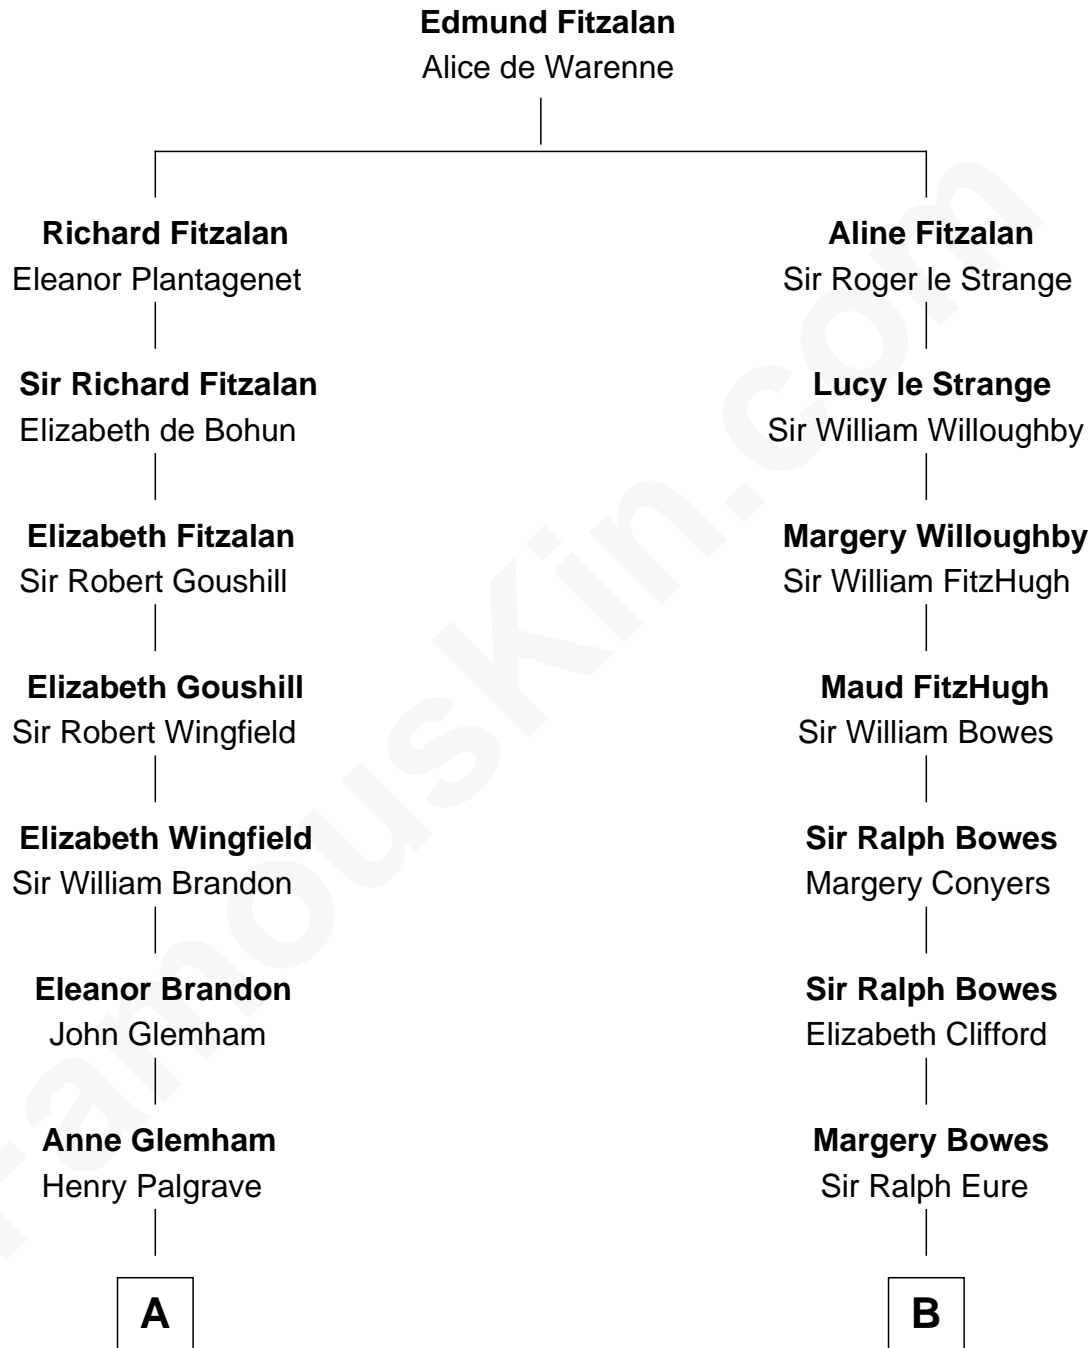 Edmund Fitzalan
Alice de Warenne
Richard Fitzalan
Eleanor Plantagenet
Aline Fitzalan
Sir Roger le Strange
Sir Richard Fitzalan
Elizabeth de Bohun
Lucy le Strange
Sir William Willoughby
Elizabeth Fitzalan
Sir Robert Goushill
Margery Willoughby
Sir William FitzHugh
Elizabeth Goushill
Sir Robert Wingfield
Maud FitzHugh
Sir William Bowes
Elizabeth Wingfield
Sir William Brandon
Sir Ralph Bowes
Margery Conyers
Eleanor Brandon
John Glemham
Sir Ralph Bowes
Elizabeth Clifford
Anne Glemham
Henry Palgrave
Margery Bowes
Sir Ralph Eure
A
B
FamousKin.com